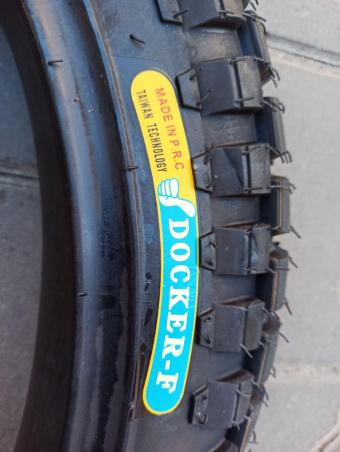 MADE IN P.R.C
TAIWAN TECHNOLOGY
DOCKER-F